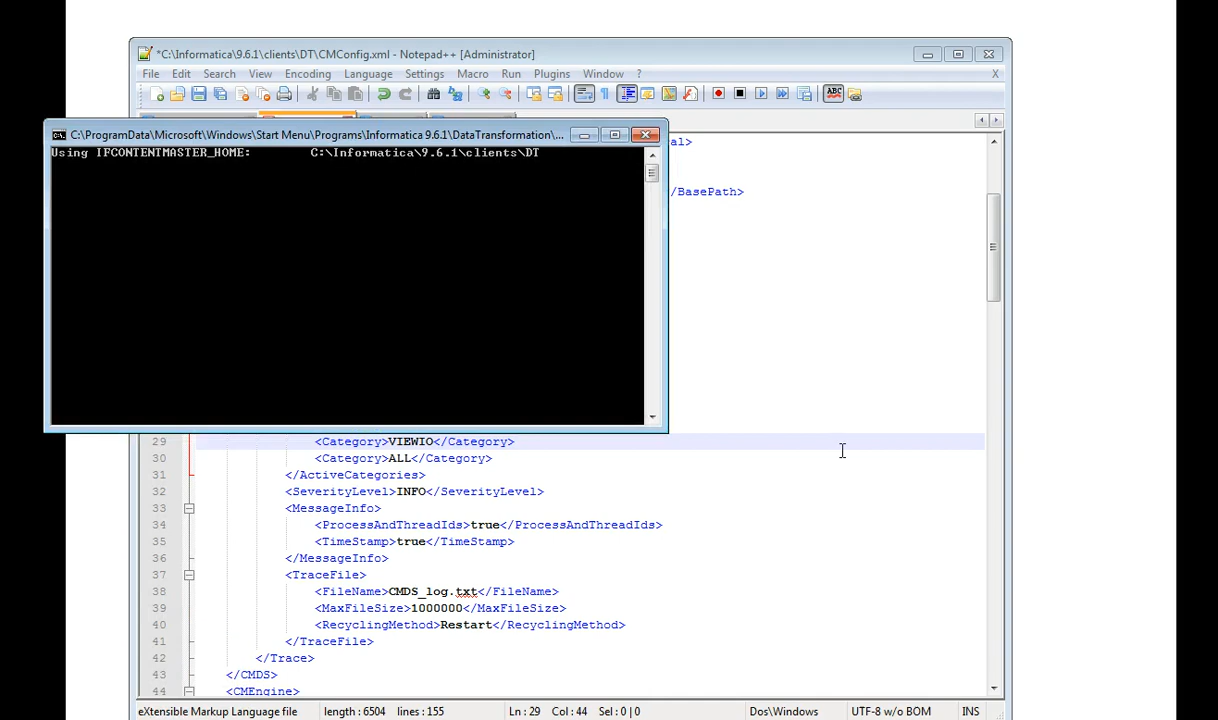 *C:\Informatica\9.6.1\clients\DT\CMConfig.xml - Notepad++ [Administrator]
File Edit Search View Encoding Language Settings Macro Run Plugins Window ? X
ABC
C:\ProgramData\Microsoft\Windows\Start Menu\Programs\Informatica 9.6.1\DataTransformation\...
Using IFCONTENTMASTER_HOME: C:\Informatica\9.6.1\clients\DT
al>
/BasePath>
29 <Category>VIEWIO</Category>
30 <Category>ALL</Category>
31 </ActiveCategories>
32 <SeverityLevel>INFO</SeverityLevel>
33 <MessageInfo>
34 <ProcessAndThreadIds>true</ProcessAndThreadIds>
35 <TimeStamp>true</TimeStamp>
36 </MessageInfo>
37 <TraceFile>
38 <FileName>CMDS_log.txt</FileName>
39 <MaxFileSize>1000000</MaxFileSize>
40 <RecyclingMethod>Restart</RecyclingMethod>
41 </TraceFile>
42 </Trace>
43 </CMDS>
44 <CMEngine>
eXtensible Markup Language file length : 6504 lines : 155 Ln : 29 Col : 44 Sel : 0 | 0 Dos\Windows UTF-8 w/o BOM INS